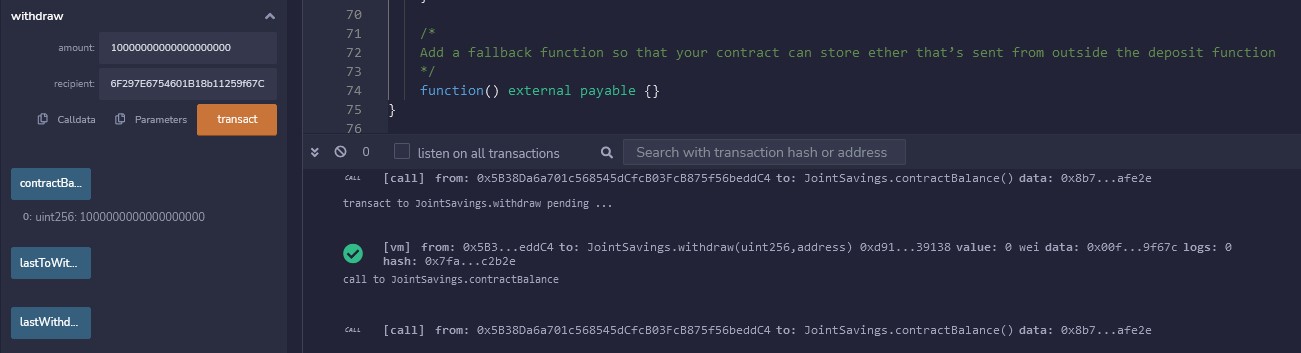 withdraw
amount: 10000000000000000000
recipient: 6F297E6754601B18b11259f67C
Calldata Parameters transact
contractBa...
0: uint256: 1000000000000000000
lastToWit...
lastWithd...
70 }
71 /*
72 Add a fallback function so that your contract can store ether that’s sent from outside the deposit function
73 */
74 function() external payable {}
75 }
76
0 listen on all transactions Search with transaction hash or address
CALL [call] from: 0x5B38Da6a701c568545dCfcB03FcB875f56beddC4 to: JointSavings.contractBalance() data: 0x8b7...afe2e
transact to JointSavings.withdraw pending ...
[vm] from: 0x5B3...eddC4 to: JointSavings.withdraw(uint256,address) 0xd91...39138 value: 0 wei data: 0x00f...9f67c logs: 0
hash: 0x7fa...c2b2e
call to JointSavings.contractBalance
CALL [call] from: 0x5B38Da6a701c568545dCfcB03FcB875f56beddC4 to: JointSavings.contractBalance() data: 0x8b7...afe2e